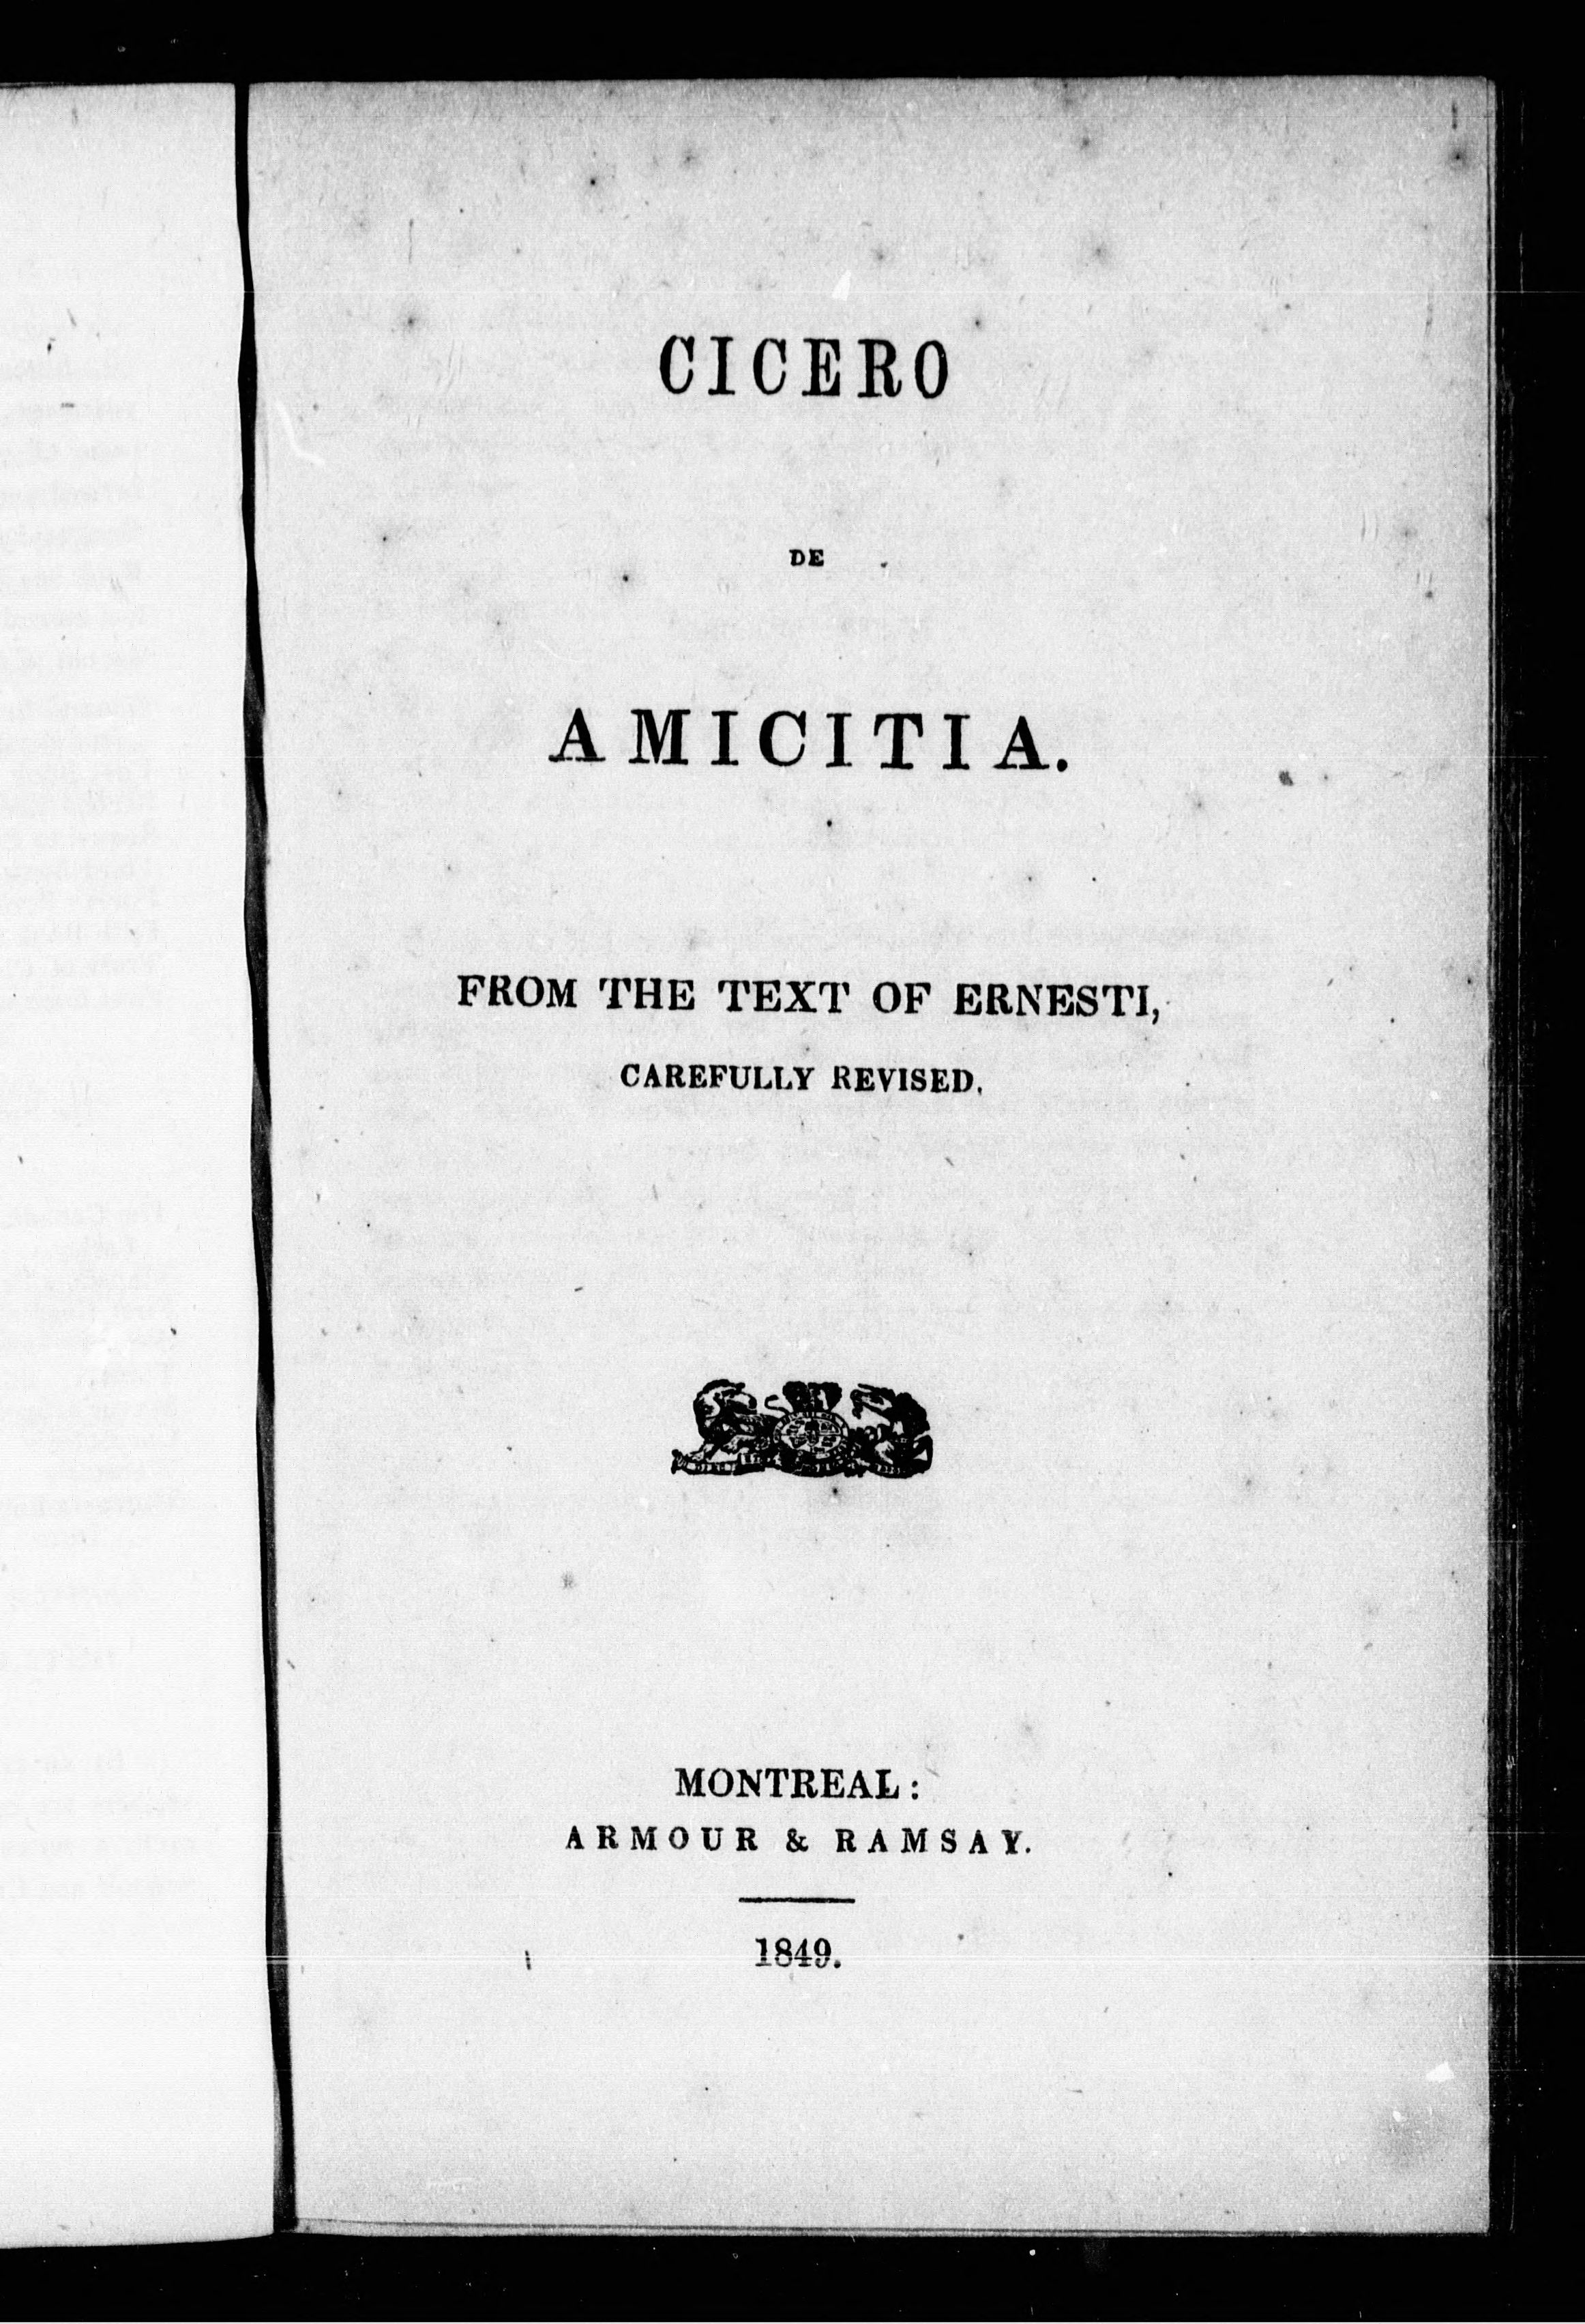 CICERO
DE
AMICITIA.
FROM THE TEXT OF ERNESTI,
CAREFULLY REVISED.
MONTREAL:
ARMOUR & RAMSAY.
1849.